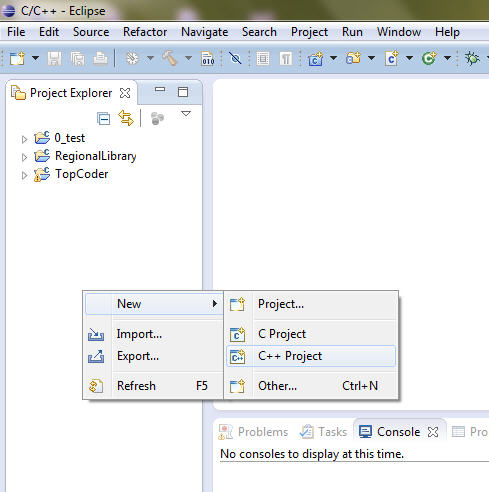 C/C++ - Eclipse
File Edit Source Refactor Navigate Search Project Run Window Help
Project Explorer
0_test
RegionalLibrary
TopCoder
New
Import...
Export...
Refresh F5
Project...
C Project
C++ Project
Other... Ctrl+N
Problems Tasks Console Pro
No consoles to display at this time.